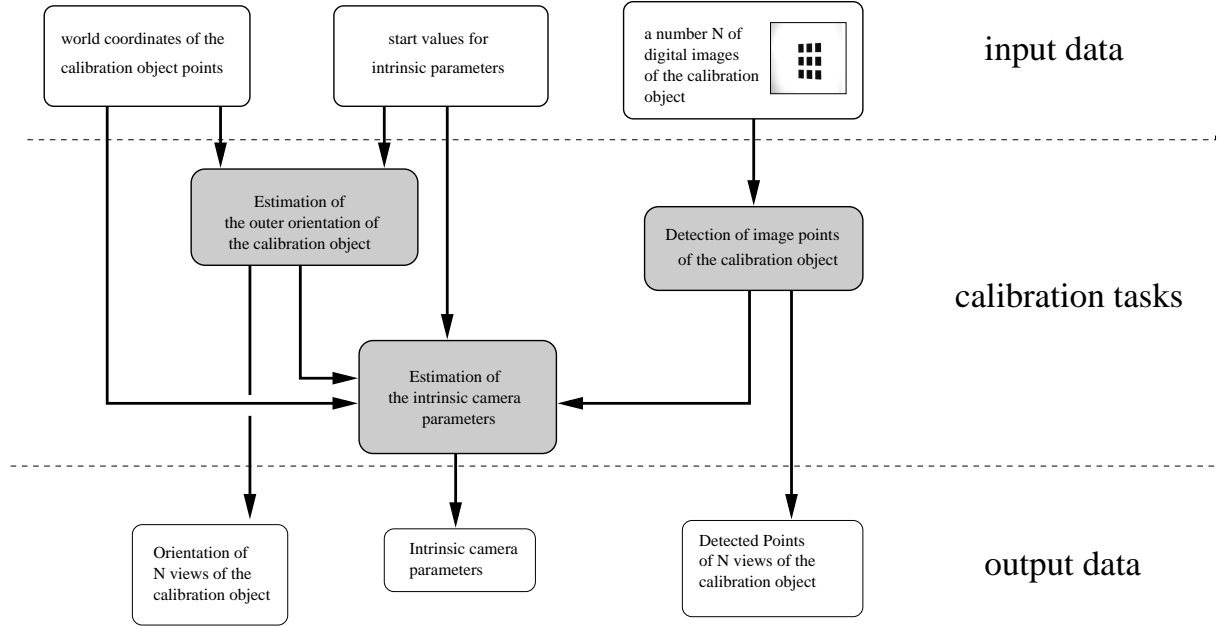 world coordinates of the
calibration object points
start values for
intrinsic parameters
a number N of
digital images
of the calibration
object
input data
Estimation of
the outer orientation of
the calibration object
Detection of image points
of the calibration object
calibration tasks
Estimation of
the intrinsic camera
parameters
Orientation of
N views of the
calibration object
Intrinsic camera
parameters
Detected Points
of N views of the
calibration object
output data